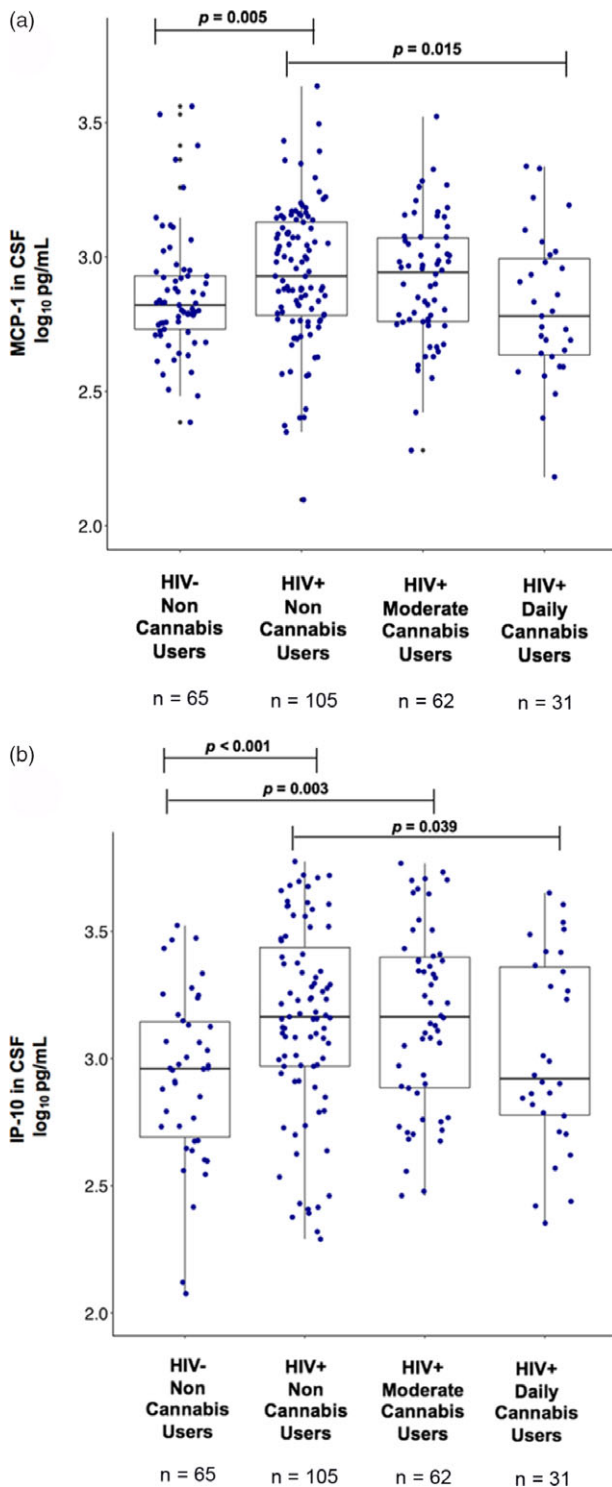 (a)
p = 0.005
p = 0.015
MCP-1 in CSF
log10 pg/mL
3.5
3.0
2.5
2.0
HIV- HIV+ HIV+ HIV+
Non Non Moderate Daily
Cannabis Cannabis Cannabis Cannabis
Users Users Users Users
n = 65 n = 105 n = 62 n = 31
(b)
p < 0.001
p = 0.003
p = 0.039
IP-10 in CSF
log10 pg/mL
3.5
3.0
2.5
2.0
HIV- HIV+ HIV+ HIV+
Non Non Moderate Daily
Cannabis Cannabis Cannabis Cannabis
Users Users Users Users
n = 65 n = 105 n = 62 n = 31